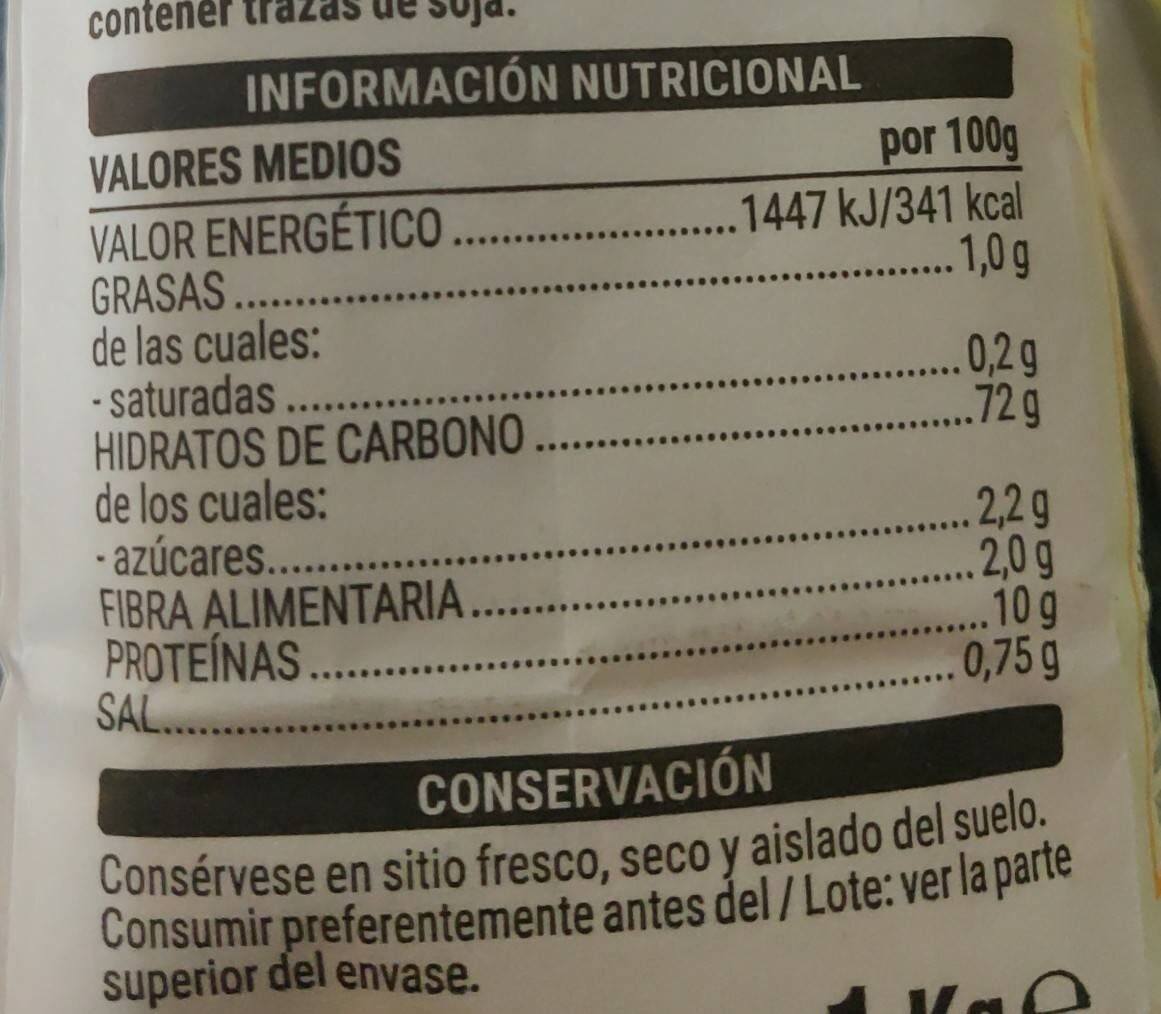 contener trazas de soja.
INFORMACIÓN NUTRICIONAL
VALORES MEDIOS por 100g
VALOR ENERGÉTICO ........................ 1447 kJ/341 kcal
GRASAS ........................ 1,0 g
de las cuales:
- saturadas ........................ 0,2 g
HIDRATOS DE CARBONO ........................ 72 g
de los cuales:
- azúcares ........................ 2,2 g
FIBRA ALIMENTARIA ........................ 2,0 g
PROTEÍNAS ........................ 10 g
SAL ........................ 0,75 g
CONSERVACIÓN
Consérvese en sitio fresco, seco y aislado del suelo.
Consumir preferentemente antes del / Lote: ver la parte
superior del envase.
1 Kg e